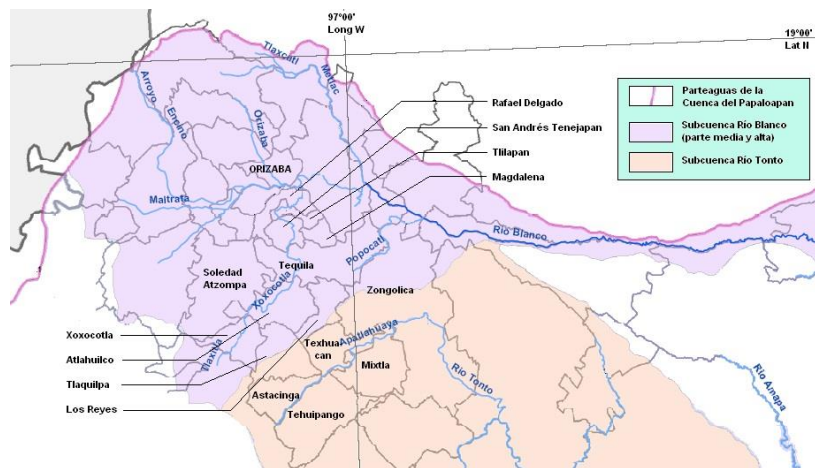 97°00'
Long W
19°00'
Lat II
Tlaxcatl
Metlac
Arroyo
Encino
Orizaba
ORIZABA
Maltrata
Rafael Delgado
San Andrés Tenejapan
Tlilapan
Magdalena
Parteaguas de la
Cuenca del Papaloapan
Subcuenca Río Blanco
(parte media y alta)
Subcuenca Río Tonto
Río Blanco
Popocatl
Tequila
Soledad
Atzompa
Xoxocotla
Zongolica
Xoxocotla
Atlahuilco
Tlaquilpa
Los Reyes
Tlaxitla
Texhua
can
Apatlahuaya
Mixtla
Astacinga
Tehuipango
Río Tonto
Río Amapa